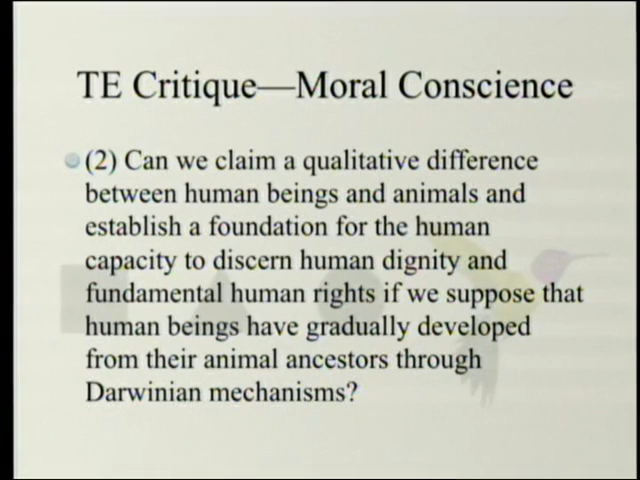 TE Critique—Moral Conscience
(2) Can we claim a qualitative difference
between human beings and animals and
establish a foundation for the human
capacity to discern human dignity and
fundamental human rights if we suppose that
human beings have gradually developed
from their animal ancestors through
Darwinian mechanisms?